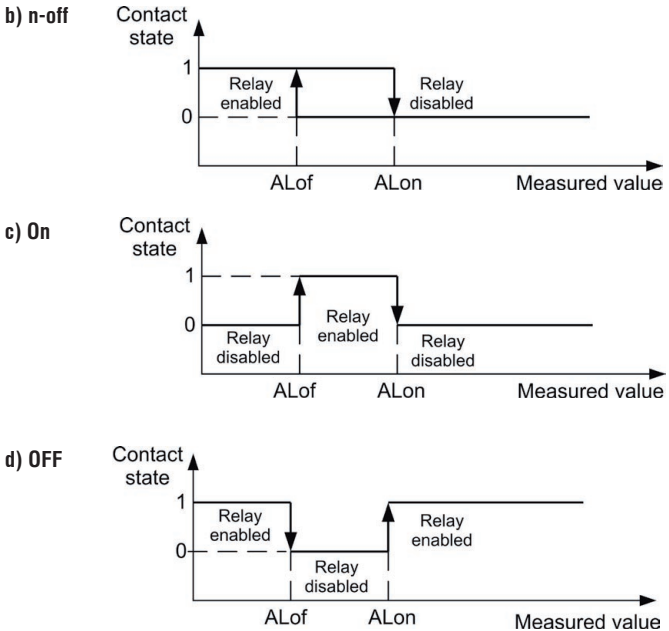 b) n-off
Contact
state
1
Relay
enabled
Relay
disabled
0
ALof
ALon
Measured value
c) On
Contact
state
1
0
Relay
disabled
Relay
enabled
Relay
disabled
ALof
ALon
Measured value
d) OFF
Contact
state
1
Relay
enabled
Relay
enabled
0
Relay
disabled
ALof
ALon
Measured value